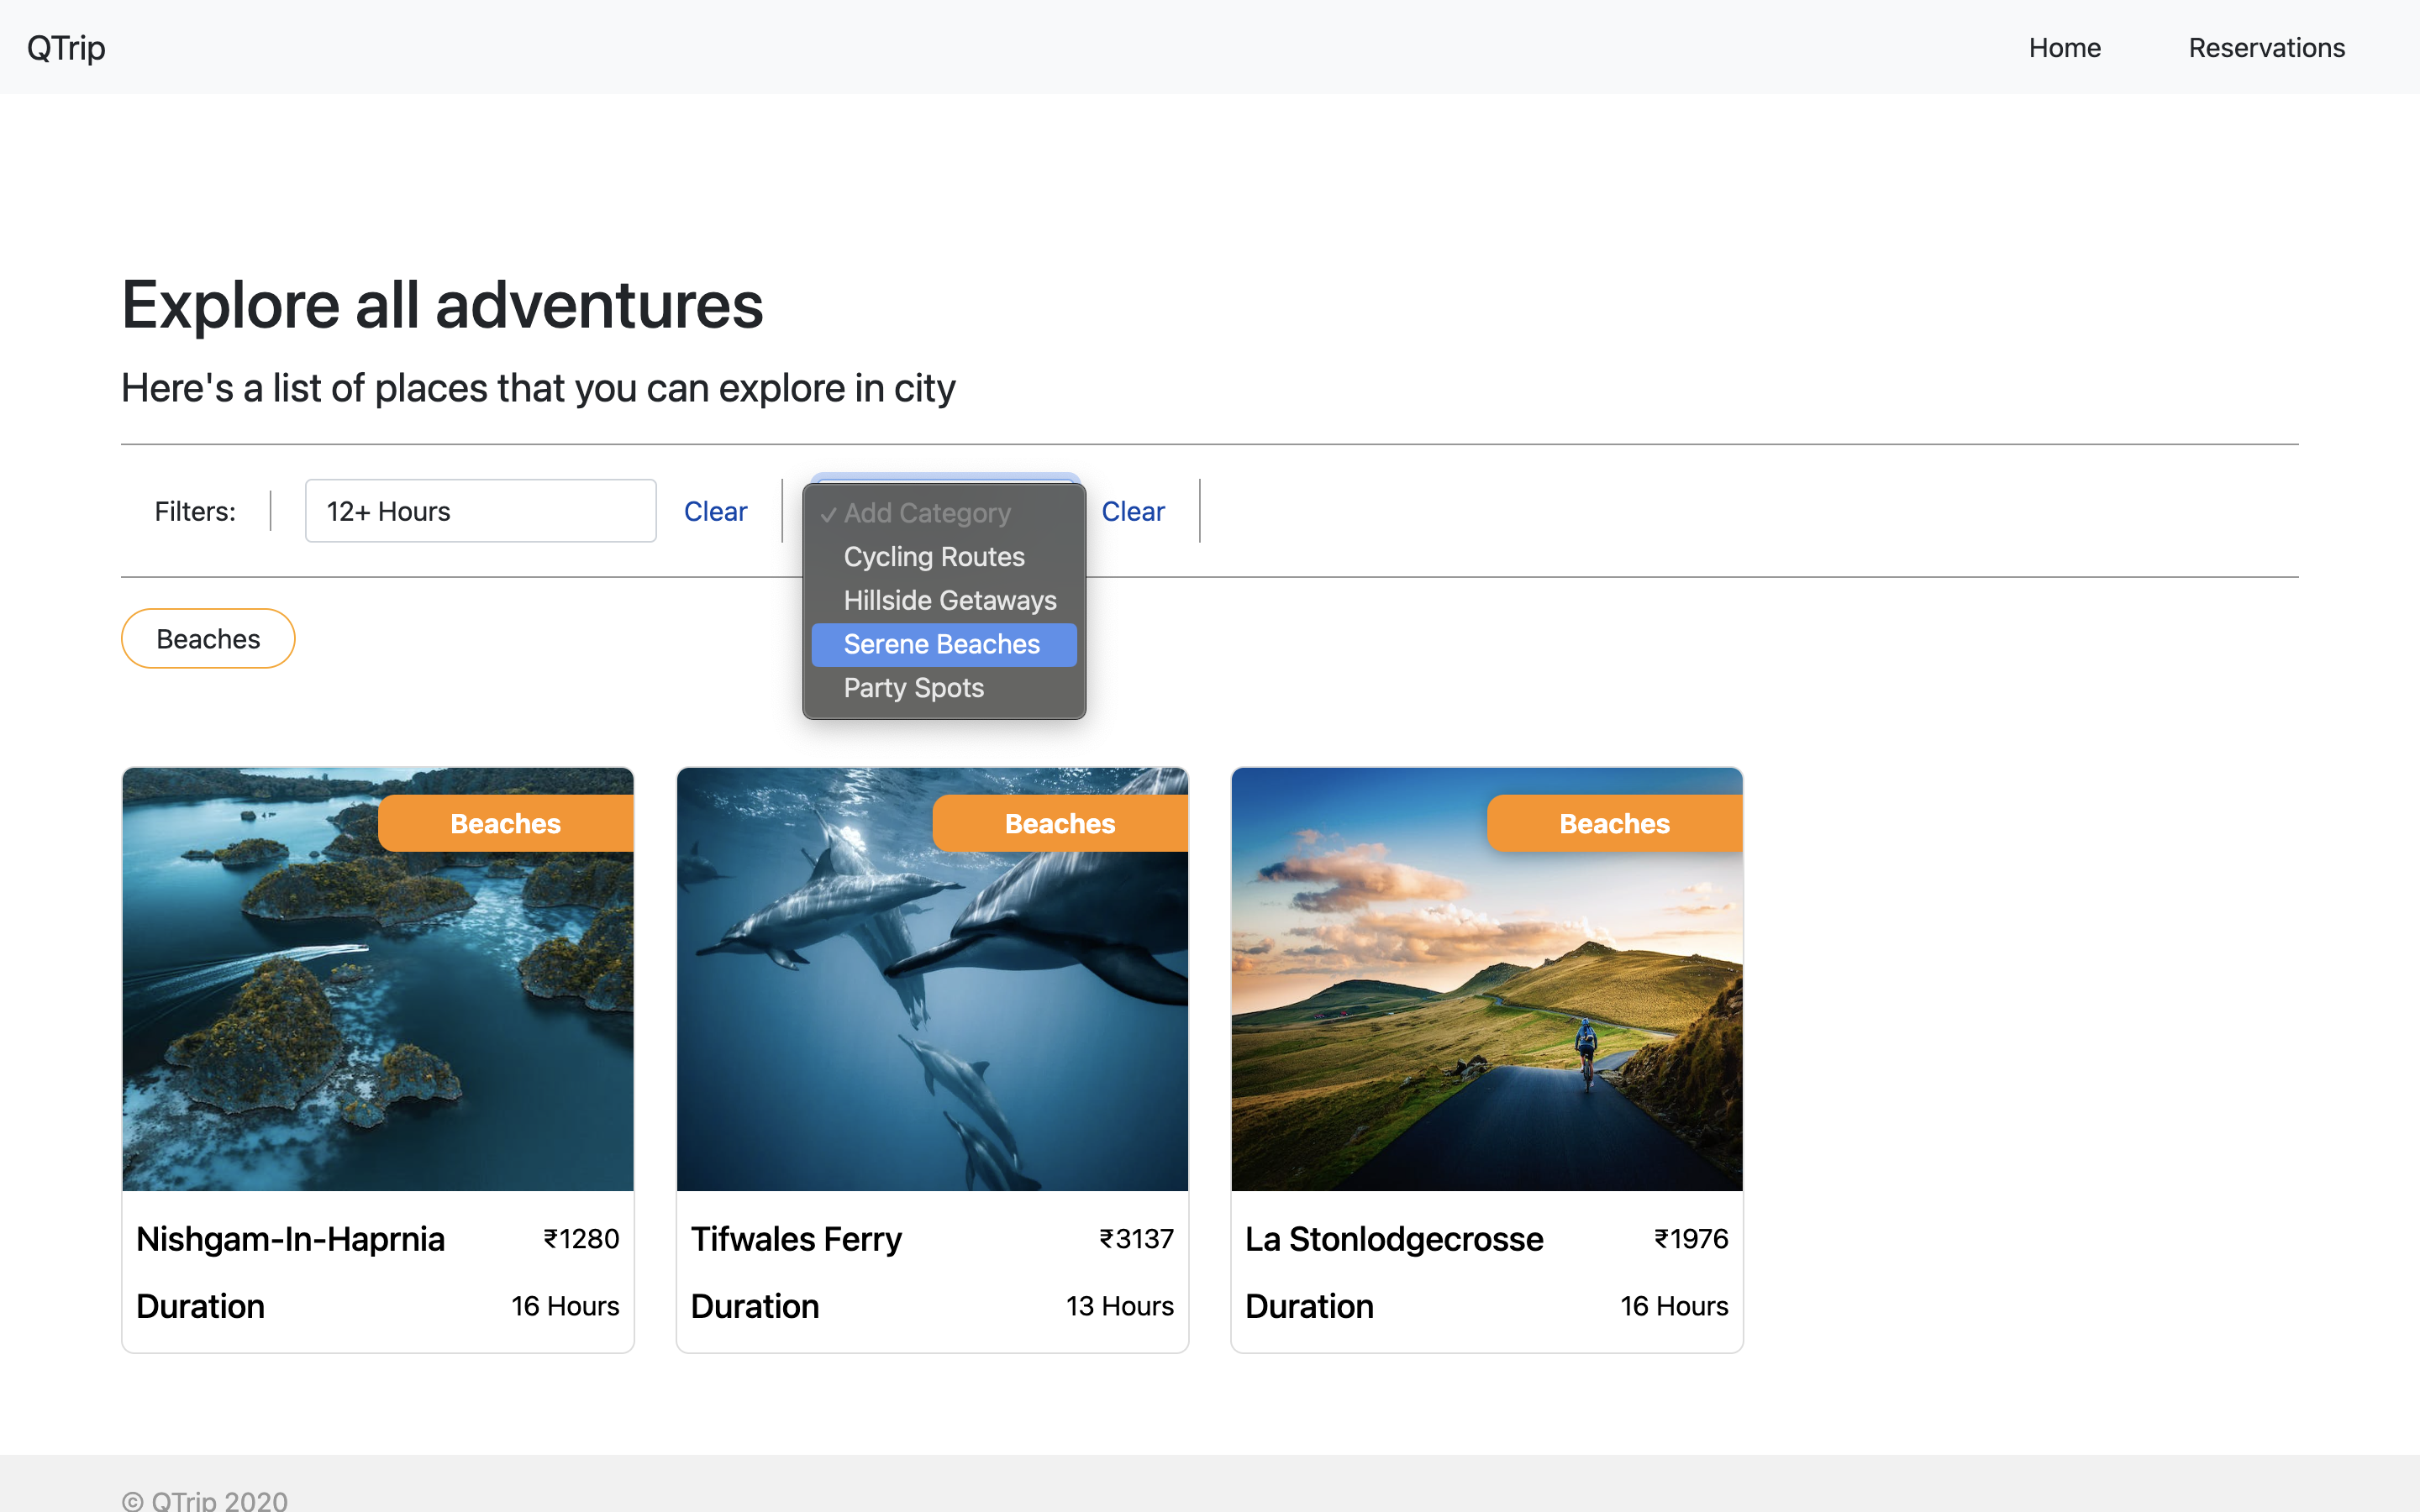 QTrip
Home
Reservations
Explore all adventures
Here's a list of places that you can explore in city
Filters:
12+ Hours
Clear
Add Category
Clear
Cycling Routes
Hillside Getaways
Serene Beaches
Party Spots
Beaches
Beaches
Beaches
Beaches
Nishgam-In-Haprnia ₹1280
Duration 16 Hours
Tifwales Ferry ₹3137
Duration 13 Hours
La Stonlodgecrosse ₹1976
Duration 16 Hours
© QTrip 2020